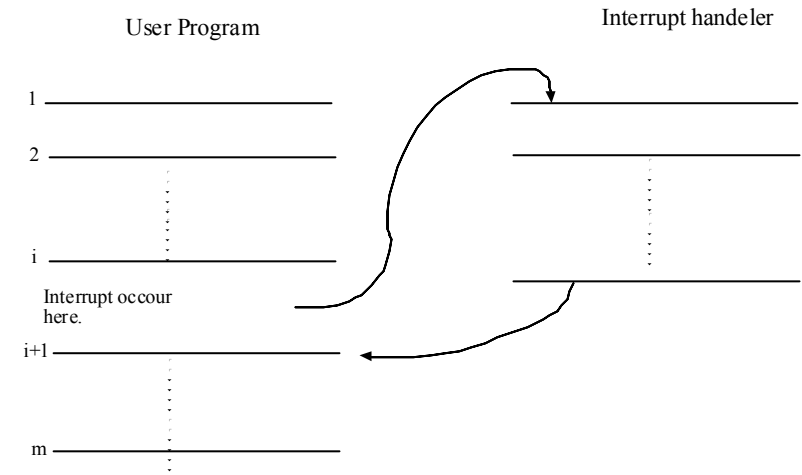 User Program
Interrupt handeler
1
2
i
Interrupt occour
here.
i+1
m